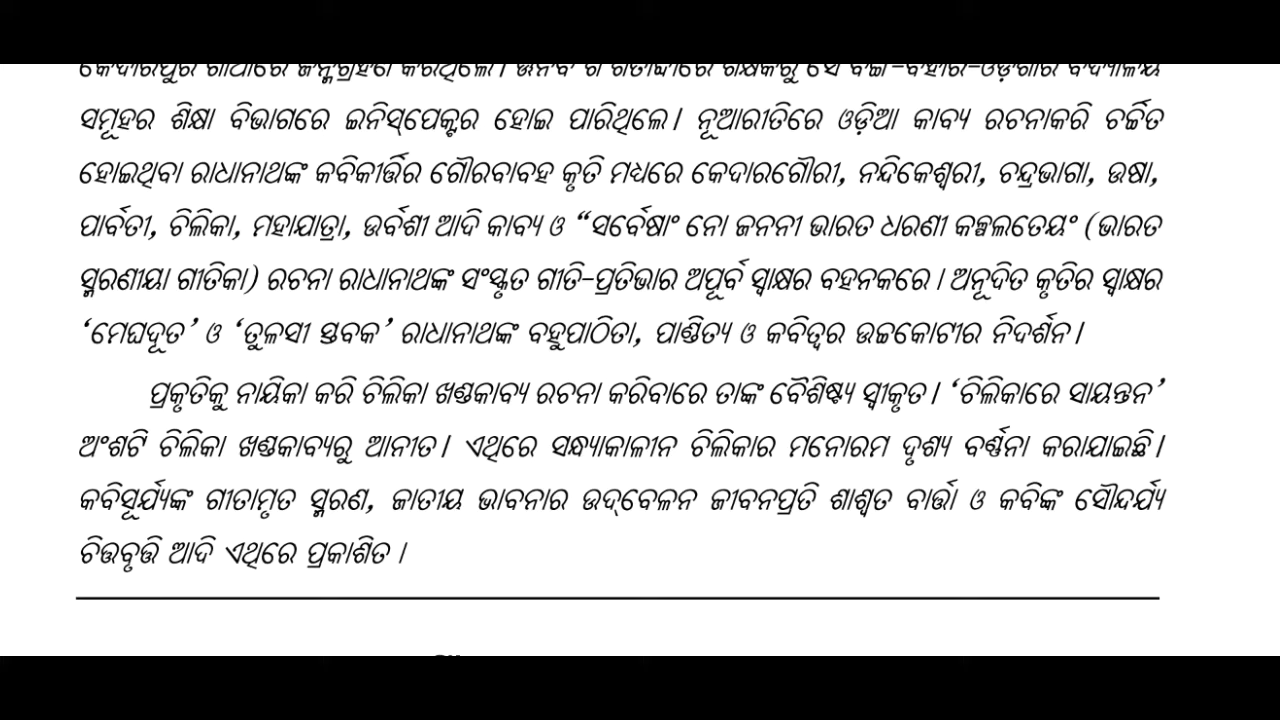 ସମୂହର ଶିକ୍ଷା ବିଭାଗରେ ଇନିସ୍‌ପେକ୍ଟର ହୋଇ ପାରିଥିଲେ। ନୂଆରୀତିରେ ଓଡ଼ିଆ କାବ୍ୟ ରଚନାକରି ଚର୍ଚ୍ଚିତ
ହୋଇଥିବା ରାଧାନାଥଙ୍କ କବିକୀର୍ତ୍ତିର ଗୌରବାବହ କୃତି ମଧ୍ୟରେ କେଦାରଗୌରୀ, ନନ୍ଦିକେଶ୍ୱରୀ, ଚନ୍ଦ୍ରଭାଗା, ଉଷା,
ପାର୍ବତୀ, ଚିଲିକା, ମହାଯାତ୍ରା, ଉର୍ବଶୀ ଆଦି କାବ୍ୟ ଓ “ସର୍ବେଷାଂ ନୋ ଜନନୀ ଭାରତ ଧରଣୀ କଳ୍ପଲତେୟଂ (ଭାରତ
ସ୍ମରଣୀୟା ଗୀତିକା) ରଚନା ରାଧାନାଥଙ୍କ ସଂସ୍କୃତ ଗୀତି-ପ୍ରତିଭାର ଅପୂର୍ବ ସ୍ୱାକ୍ଷର ବହନକରେ। ଅନୂଦିତ କୃତିର ସ୍ୱାକ୍ଷର
‘ମେଘଦୂତ’ ଓ ‘ତୁଳସୀ ସ୍ତବକ’ ରାଧାନାଥଙ୍କ ବହୁପାଠିତା, ପାଣ୍ଡିତ୍ୟ ଓ କବିତ୍ୱର ଉଚ୍ଚକୋଟୀର ନିଦର୍ଶନ।
ପ୍ରକୃତିକୁ ନାୟିକା କରି ଚିଲିକା ଖଣ୍ଡକାବ୍ୟ ରଚନା କରିବାରେ ତାଙ୍କ ବୈଶିଷ୍ଟ୍ୟ ସ୍ୱୀକୃତ। ‘ଚିଲିକାରେ ସାୟନ୍ତନ’
ଅଂଶଟି ଚିଲିକା ଖଣ୍ଡକାବ୍ୟରୁ ଆନୀତ। ଏଥିରେ ସନ୍ଧ୍ୟାକାଳୀନ ଚିଲିକାର ମନୋରମ ଦୃଶ୍ୟ ବର୍ଣ୍ଣନା କରାଯାଇଛି।
କବିସୂର୍ଯ୍ୟଙ୍କ ଗୀତାମୃତ ସ୍ମରଣ, ଜାତୀୟ ଭାବନାର ଉଦ୍‌ବେଳନ ଜୀବନପ୍ରତି ଶାଶ୍ୱତ ବାର୍ତ୍ତା ଓ କବିଙ୍କ ସୌନ୍ଦର୍ଯ୍ୟ
ଚିତ୍ତବୃତ୍ତି ଆଦି ଏଥିରେ ପ୍ରକାଶିତ।